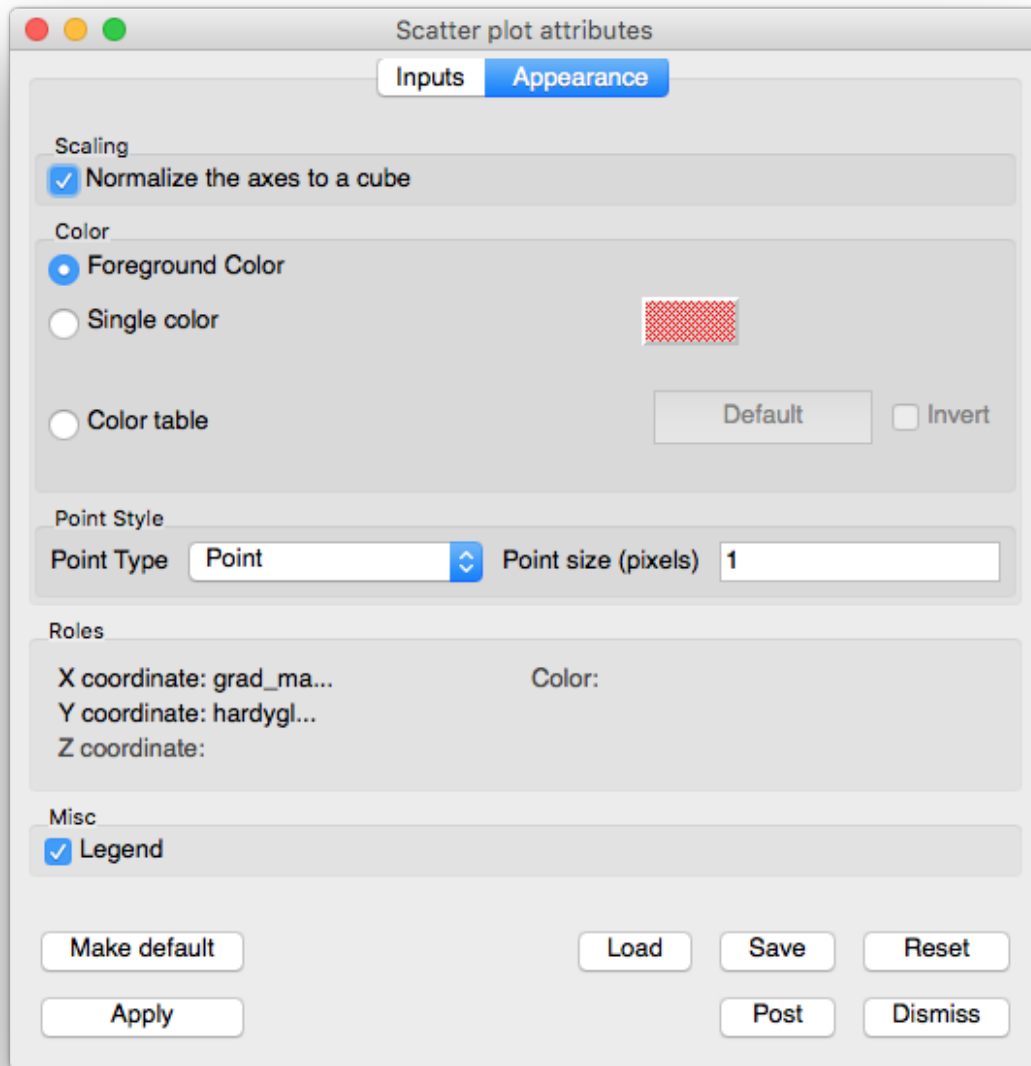 Scatter plot attributes
Inputs Appearance
Scaling
Normalize the axes to a cube
Color
Foreground Color
Single color
Color table Default Invert
Point Style
Point Type Point Point size (pixels) 1
Roles
X coordinate: grad_ma... Color:
Y coordinate: hardygl...
Z coordinate:
Misc
Legend
Make default Load Save Reset
Apply Post Dismiss